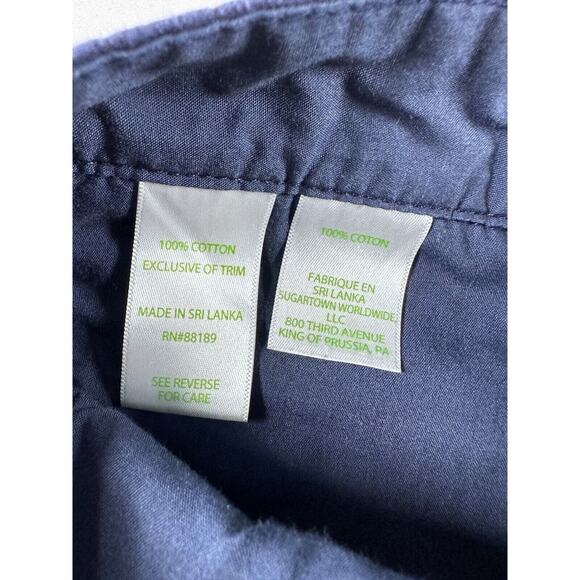 100% COTTON
EXCLUSIVE OF TRIM
MADE IN SRI LANKA
RN#88189
SEE REVERSE
FOR CARE
100% COTON
FABRIQUE EN
SRI LANKA
SUGARTOWN WORLDWIDE,
LLC
800 THIRD AVENUE
KING OF PRUSSIA, PA